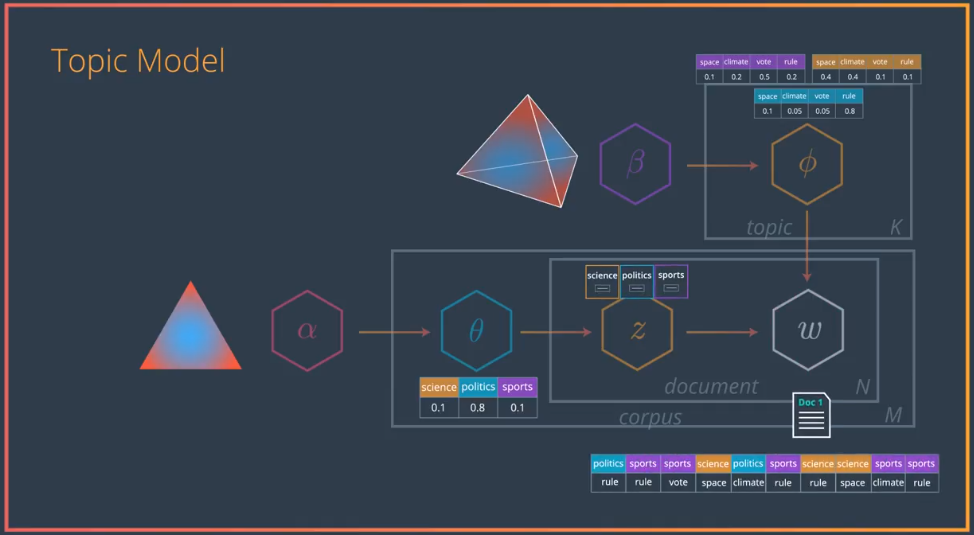 Topic Model
space climate vote rule
0.1 0.2 0.5 0.2
space climate vote rule
0.4 0.4 0.1 0.1
space climate vote rule
0.1 0.05 0.05 0.8
β
ϕ
topic
K
science politics sports
α
θ
z
w
science politics sports
0.1 0.8 0.1
document
N
corpus
M
Doc 1
politics sports sports science politics sports science science sports sports
rule rule vote space climate rule rule space climate rule